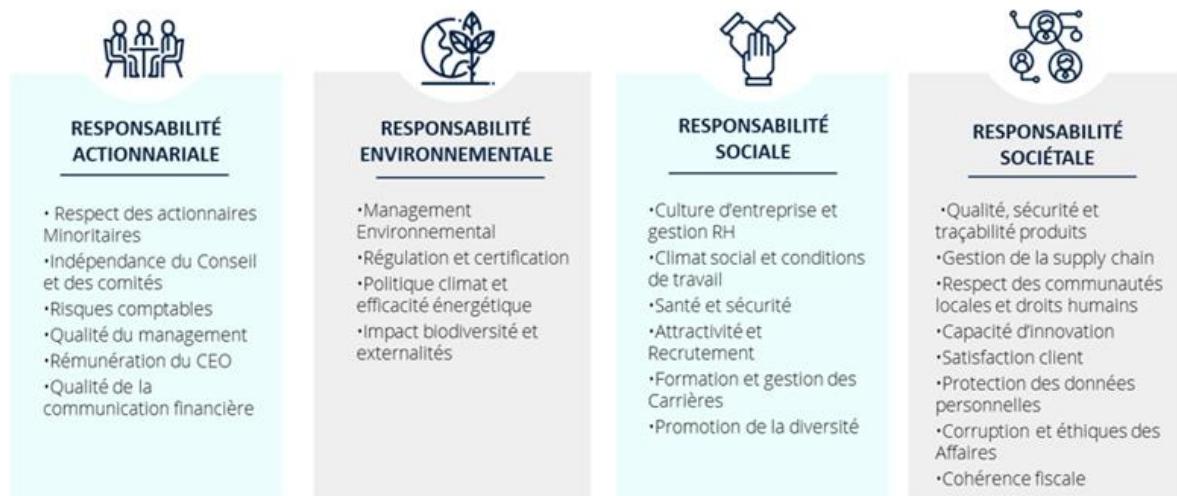 RESPONSABILITÉ
ACTIONNARIALE
• Respect des actionnaires
Minoritaires
•Indépendance du Conseil
et des comités
•Risques comptables
•Qualité du management
•Rémunération du CEO
•Qualité de la
communication financière
RESPONSABILITÉ
ENVIRONNEMENTALE
•Management
Environnemental
•Régulation et certification
•Politique climat et
efficacité énergétique
•Impact biodiversité et
externalités
RESPONSABILITÉ
SOCIALE
•Culture d'entreprise et
gestion RH
•Climat social et conditions
de travail
•Santé et sécurité
•Attractivité et
Recrutement
•Formation et gestion des
Carrières
•Promotion de la diversité
RESPONSABILITÉ
SOCIÉTALE
•Qualité, sécurité et
traçabilité produits
•Gestion de la supply chain
•Respect des communautés
locales et droits humains
•Capacité d'innovation
•Satisfaction client
•Protection des données
personnelles
•Corruption et éthiques des
Affaires
•Cohérence fiscale